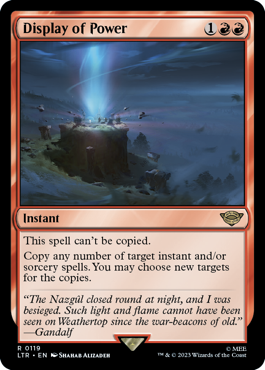 Display of Power 1
Instant
This spell can't be copied.
Copy any number of target instant and/or
sorcery spells. You may choose new targets
for the copies.
"The Nazgûl closed round at night, and I was
besieged. Such light and flame cannot have been
seen on Weathertop since the war-beacons of old."
—Gandalf
R 0119
LTR • EN SHAHAB ALIZADEH
© MEE
™ & © 2023 Wizards of the Coast